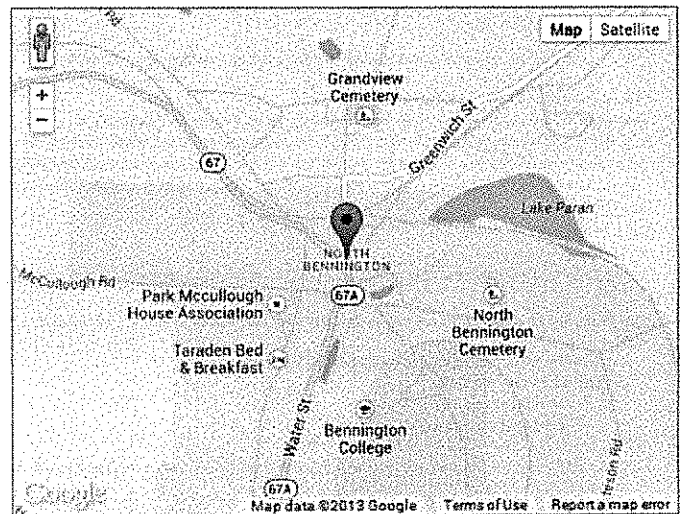 Rd
Map Satellite
+
−
Grandview
Cemetery
Greenwich St
67
Lake Paran
NORTH
BENNINGTON
McCullough Rd
67A
Park Mccullough
House Association
North
Bennington
Cemetery
Taraden Bed
& Breakfast
Water St
Bennington
College
67A
Google
Map data ©2013 Google Terms of Use Report a map error